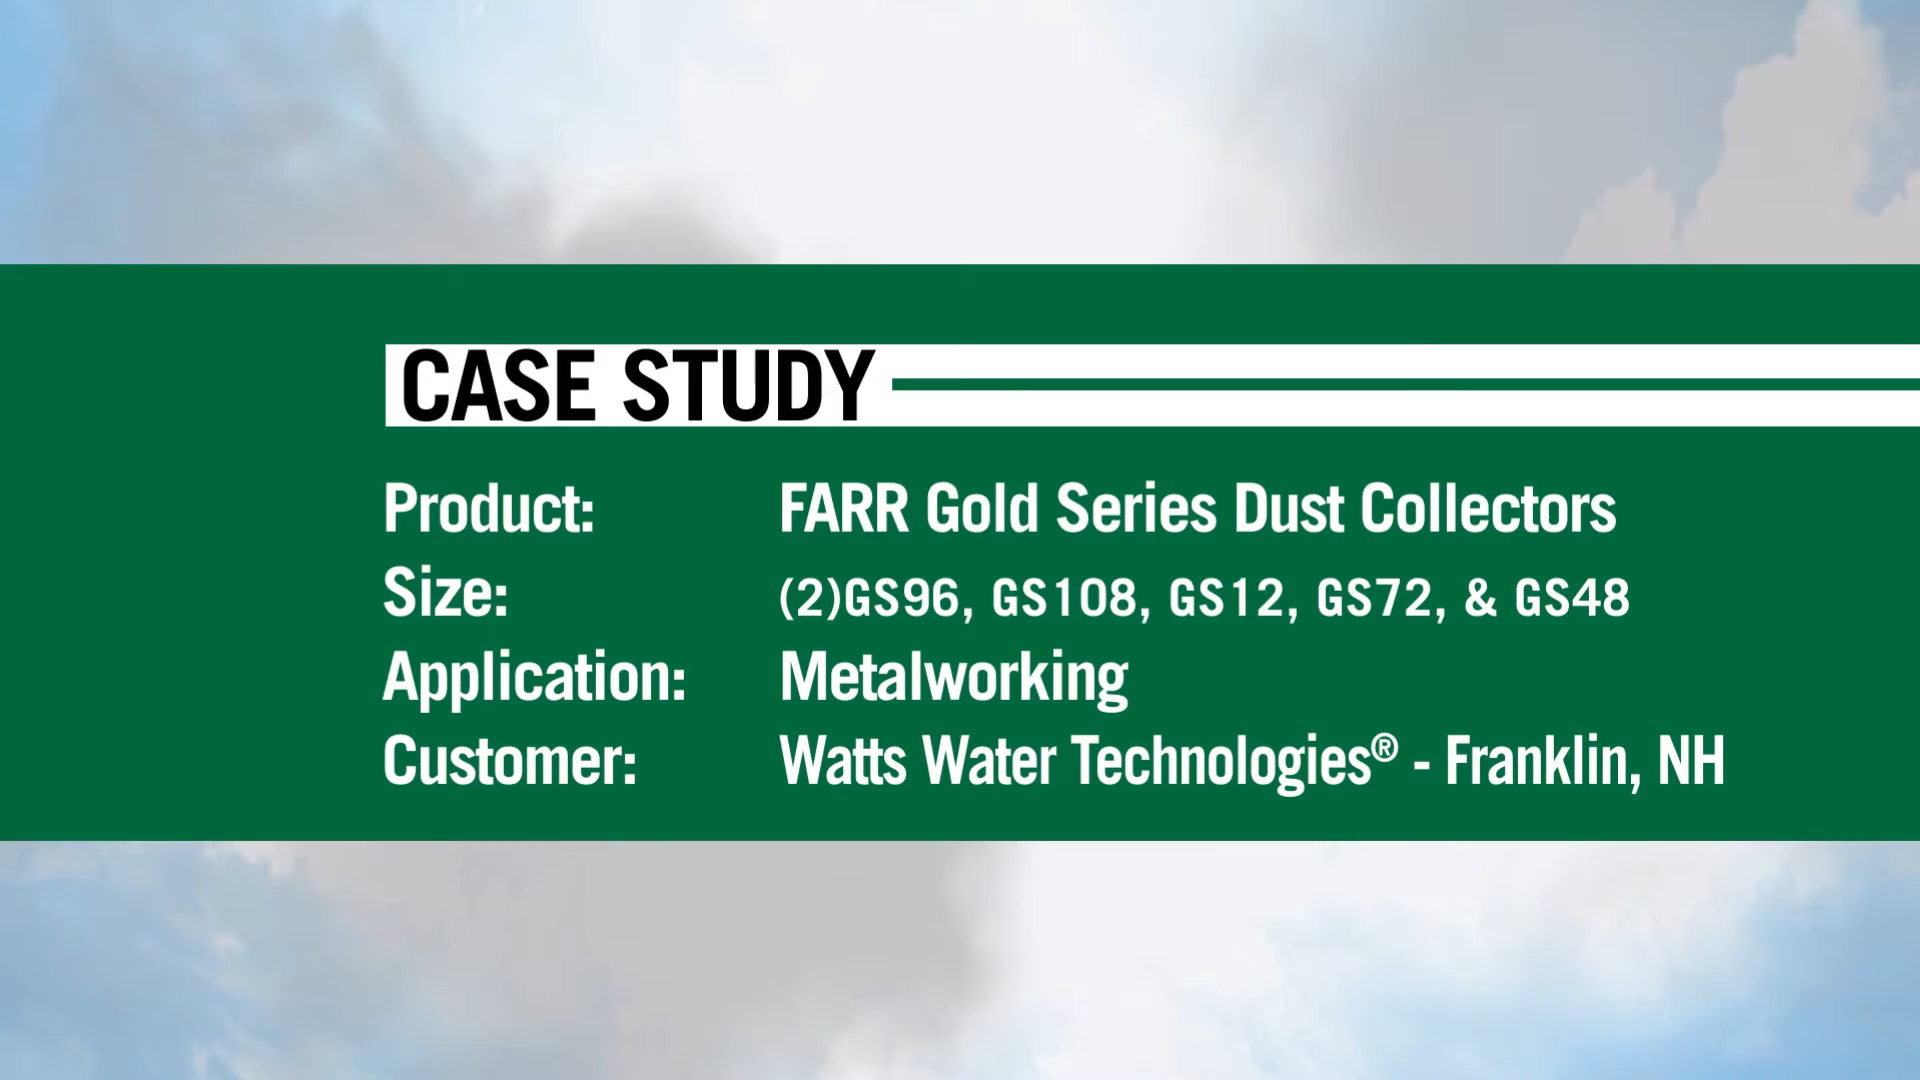 CASE STUDY
Product: FARR Gold Series Dust Collectors
Size: (2)GS96, GS108, GS12, GS72, & GS48
Application: Metalworking
Customer: Watts Water Technologies® - Franklin, NH